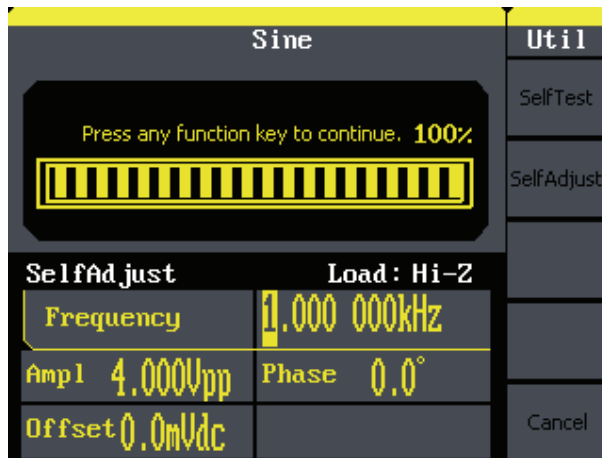 Sine
Util
SelfTest
Press any function key to continue. 100%
SelfAdjust
SelfAdjust Load:Hi-Z
Frequency 1.000 000kHz
Ampl 4.000Vpp Phase 0.0°
Offset 0.0mVdc
Cancel